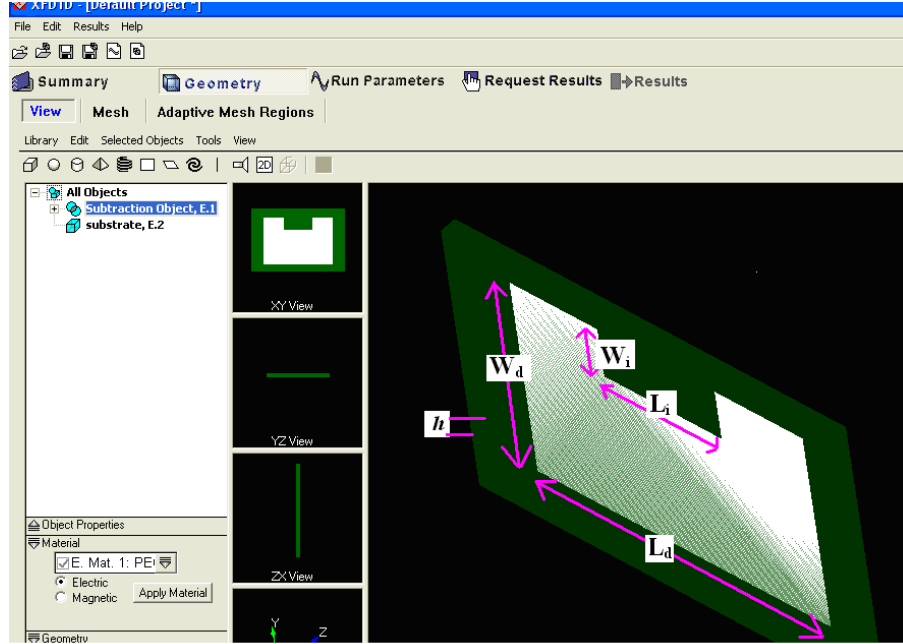 XFDTD - [Default Project *]
File Edit Results Help
Summary Geometry Run Parameters Request Results Results
View Mesh Adaptive Mesh Regions
Library Edit Selected Objects Tools View
2D
All Objects
Subtraction Object, E.1
substrate, E.2
XY View
YZ View
ZX View
Y Z
Wd
Wi
Li
h
Ld
Object Properties
Material
E. Mat. 1: PE
Electric
Magnetic
Apply Material
Geometry